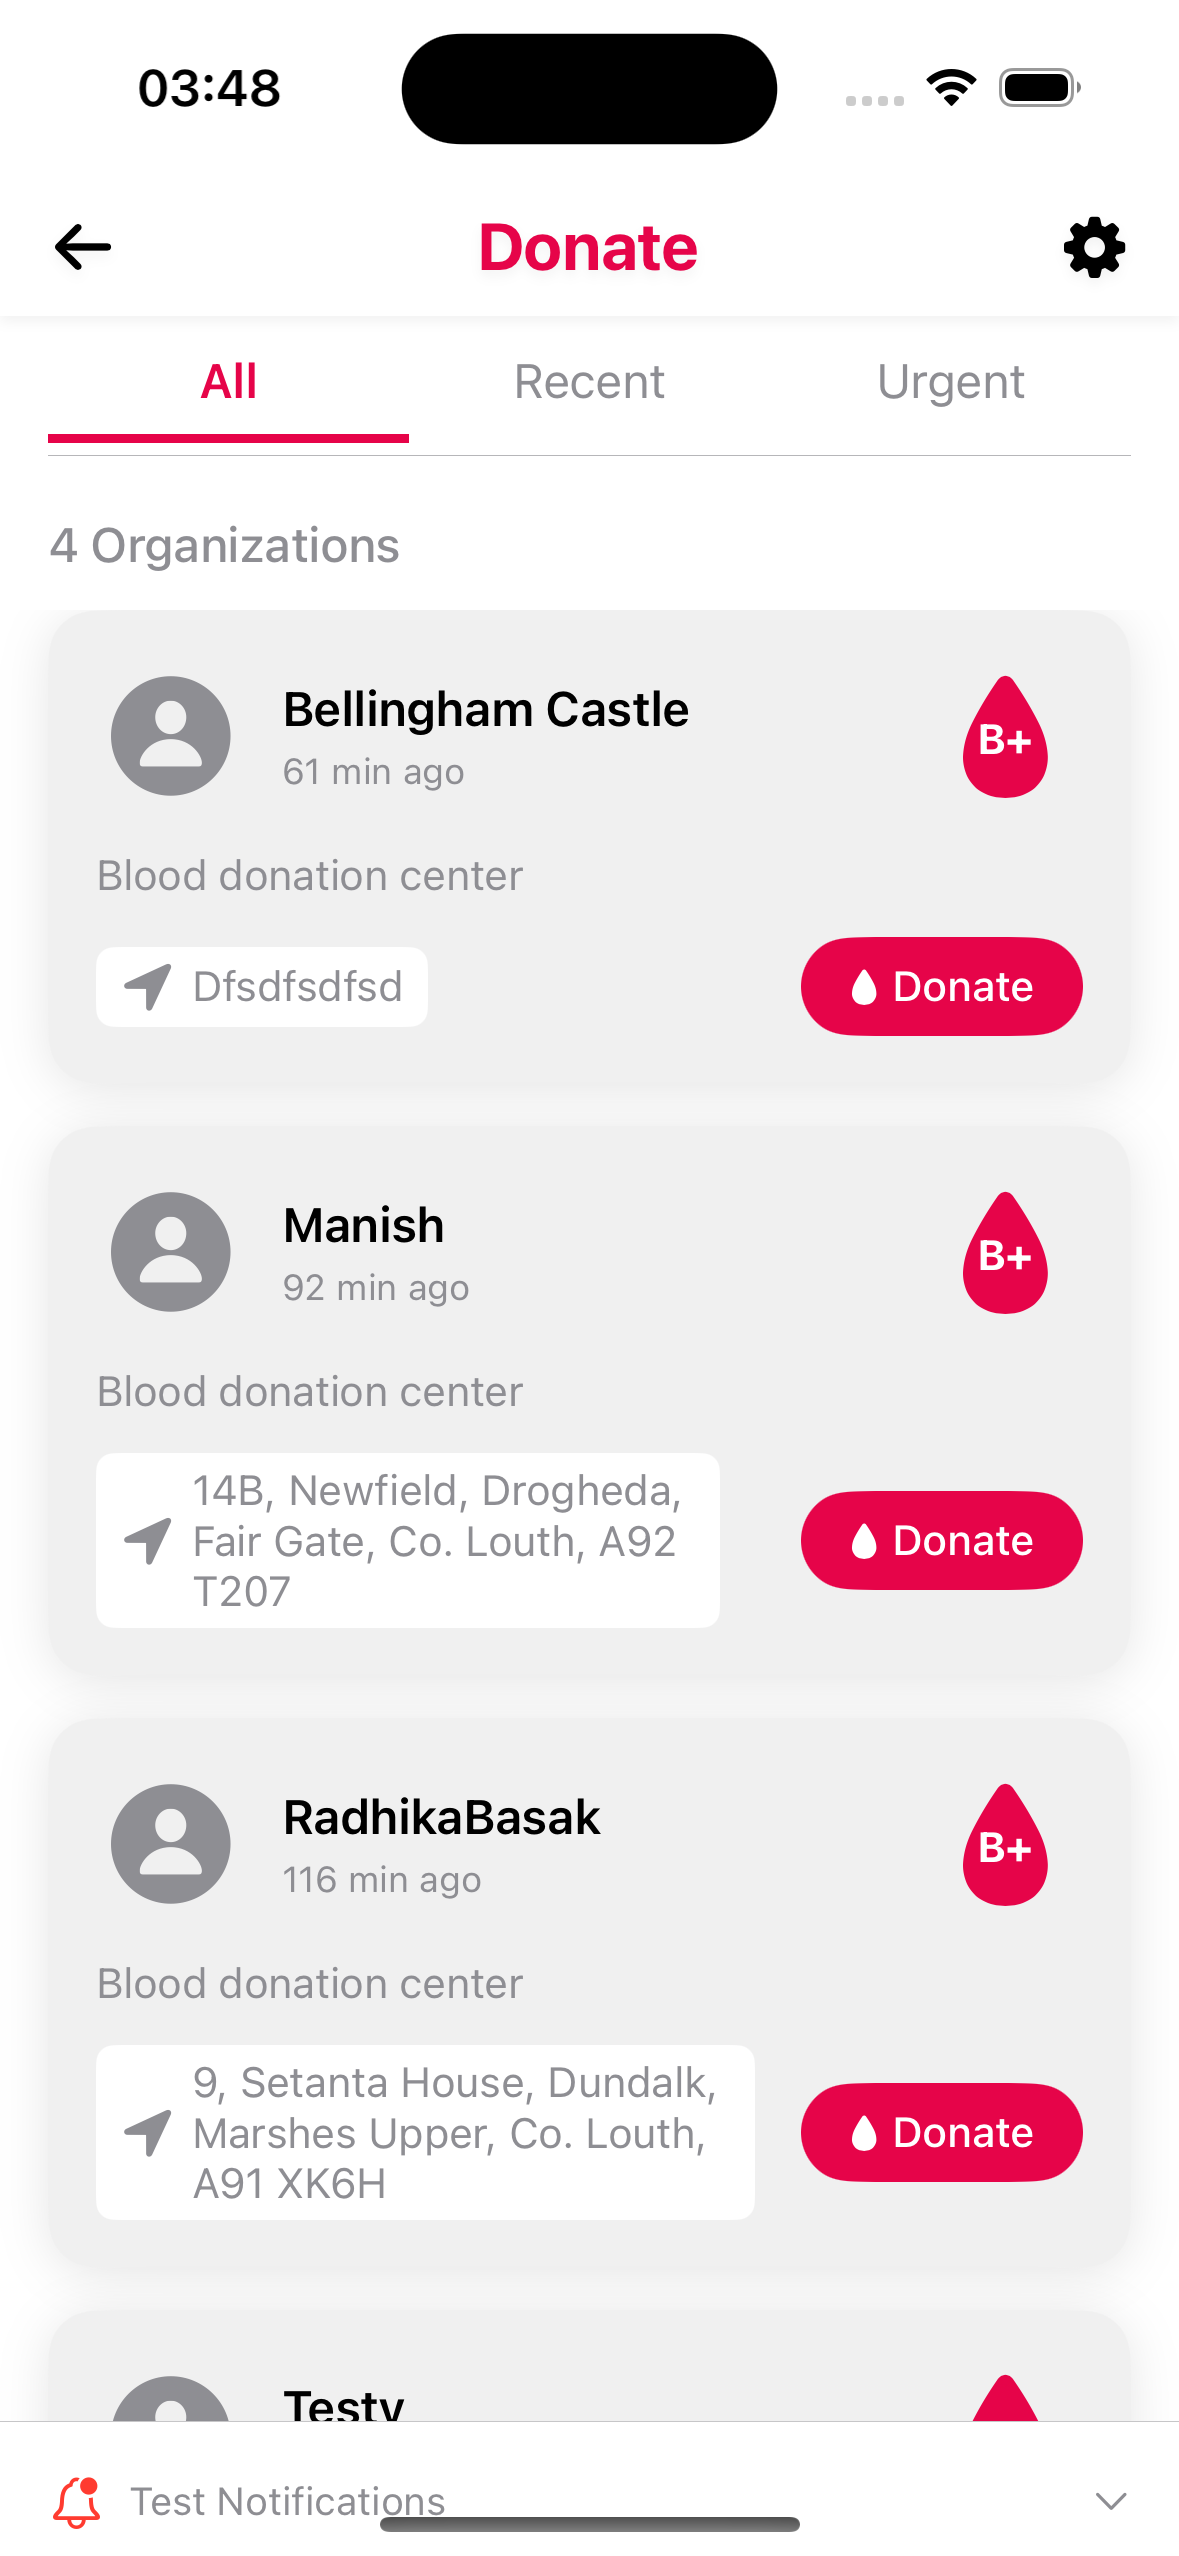 03:48
Donate
All
Recent
Urgent
4 Organizations
Bellingham Castle
61 min ago
B+
Blood donation center
Dfsdfsdfsd
Donate
Manish
92 min ago
B+
Blood donation center
14B, Newfield, Drogheda,
Fair Gate, Co. Louth, A92
T207
Donate
RadhikaBasak
116 min ago
B+
Blood donation center
9, Setanta House, Dundalk,
Marshes Upper, Co. Louth,
A91 XK6H
Donate
Testy
Test Notifications